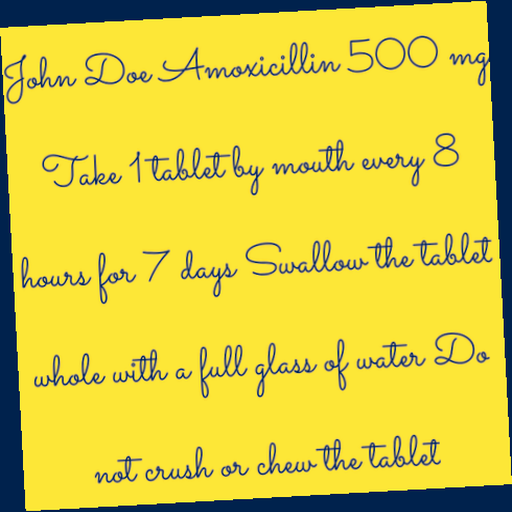 John Doe Amoxicillin 500 mg
Take 1 tablet by mouth every 8
hours for 7 days Swallow the tablet
whole with a full glass of water Do
not crush or chew the tablet